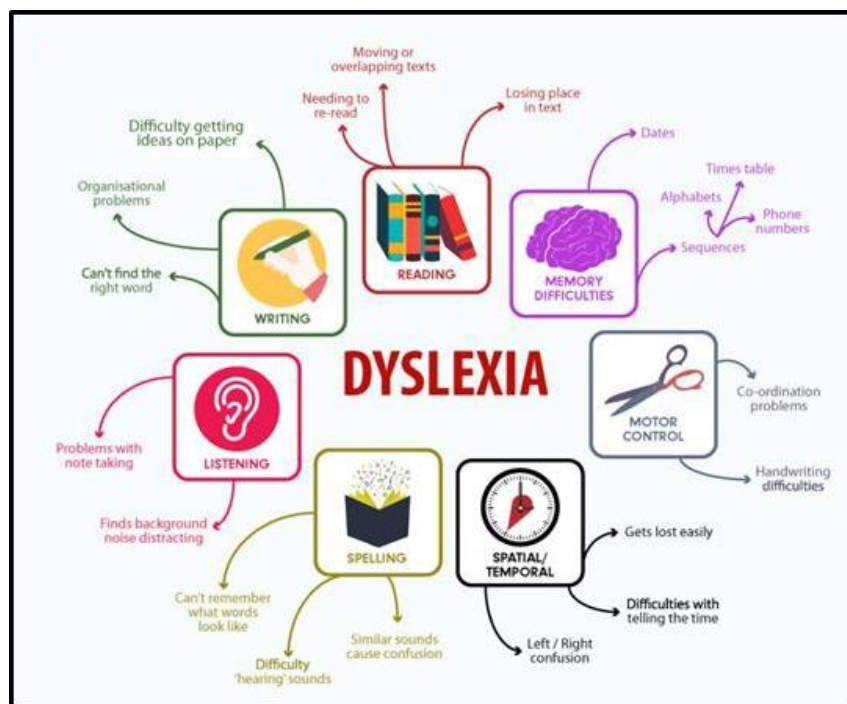 Moving or
overlapping texts
Needing to
re-read
Losing place
in text
READING
Difficulty getting
ideas on paper
Organisational
problems
Can't find the
right word
WRITING
Dates
Times table
Alphabets
Phone
numbers
Sequences
MEMORY
DIFFICULTIES
DYSLEXIA
MOTOR
CONTROL
Co-ordination
problems
Handwriting
difficulties
LISTENING
Problems with
note taking
Finds background
noise distracting
SPELLING
Can't remember
what words
look like
Difficulty
'hearing' sounds
Similar sounds
cause confusion
SPATIAL/
TEMPORAL
Gets lost easily
Difficulties with
telling the time
Left / Right
confusion